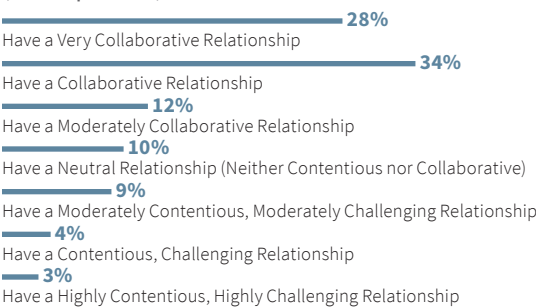 28%
Have a Very Collaborative Relationship
34%
Have a Collaborative Relationship
12%
Have a Moderately Collaborative Relationship
10%
Have a Neutral Relationship (Neither Contentious nor Collaborative)
9%
Have a Moderately Contentious, Moderately Challenging Relationship
4%
Have a Contentious, Challenging Relationship
3%
Have a Highly Contentious, Highly Challenging Relationship